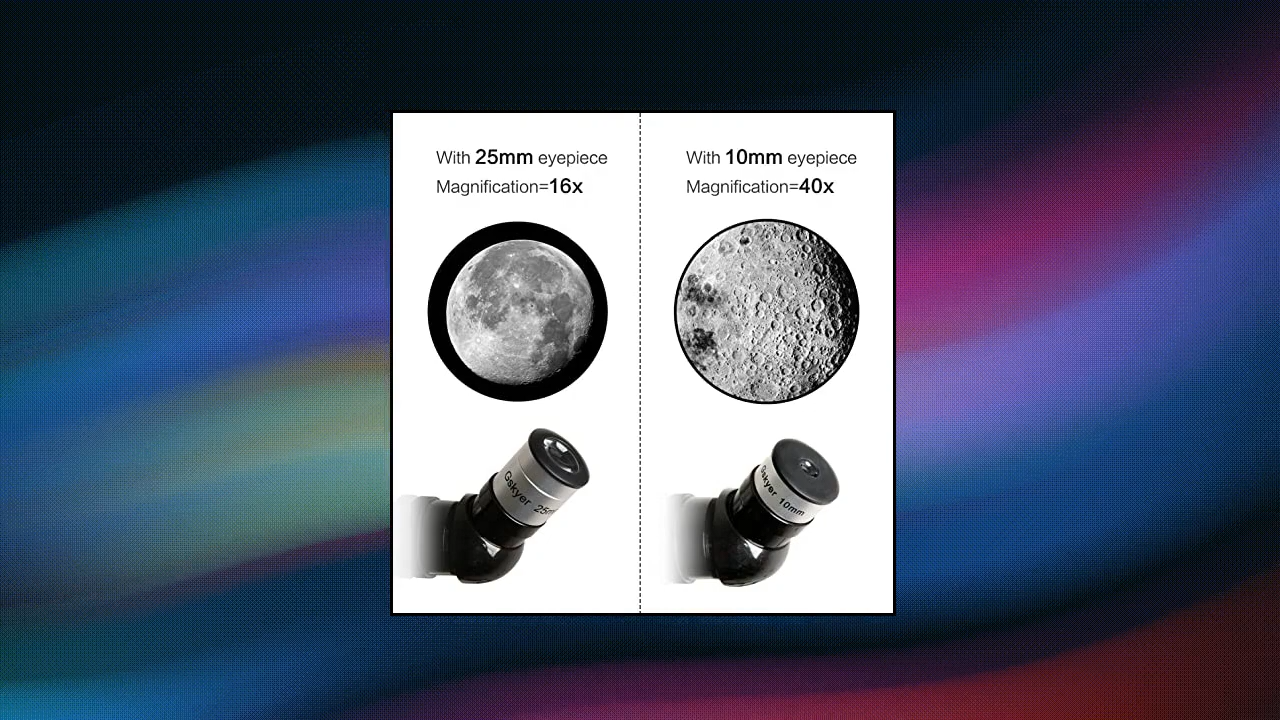 With 25mm eyepiece
Magnification=16x
With 10mm eyepiece
Magnification=40x
Gskyer
Gskyer 10mm